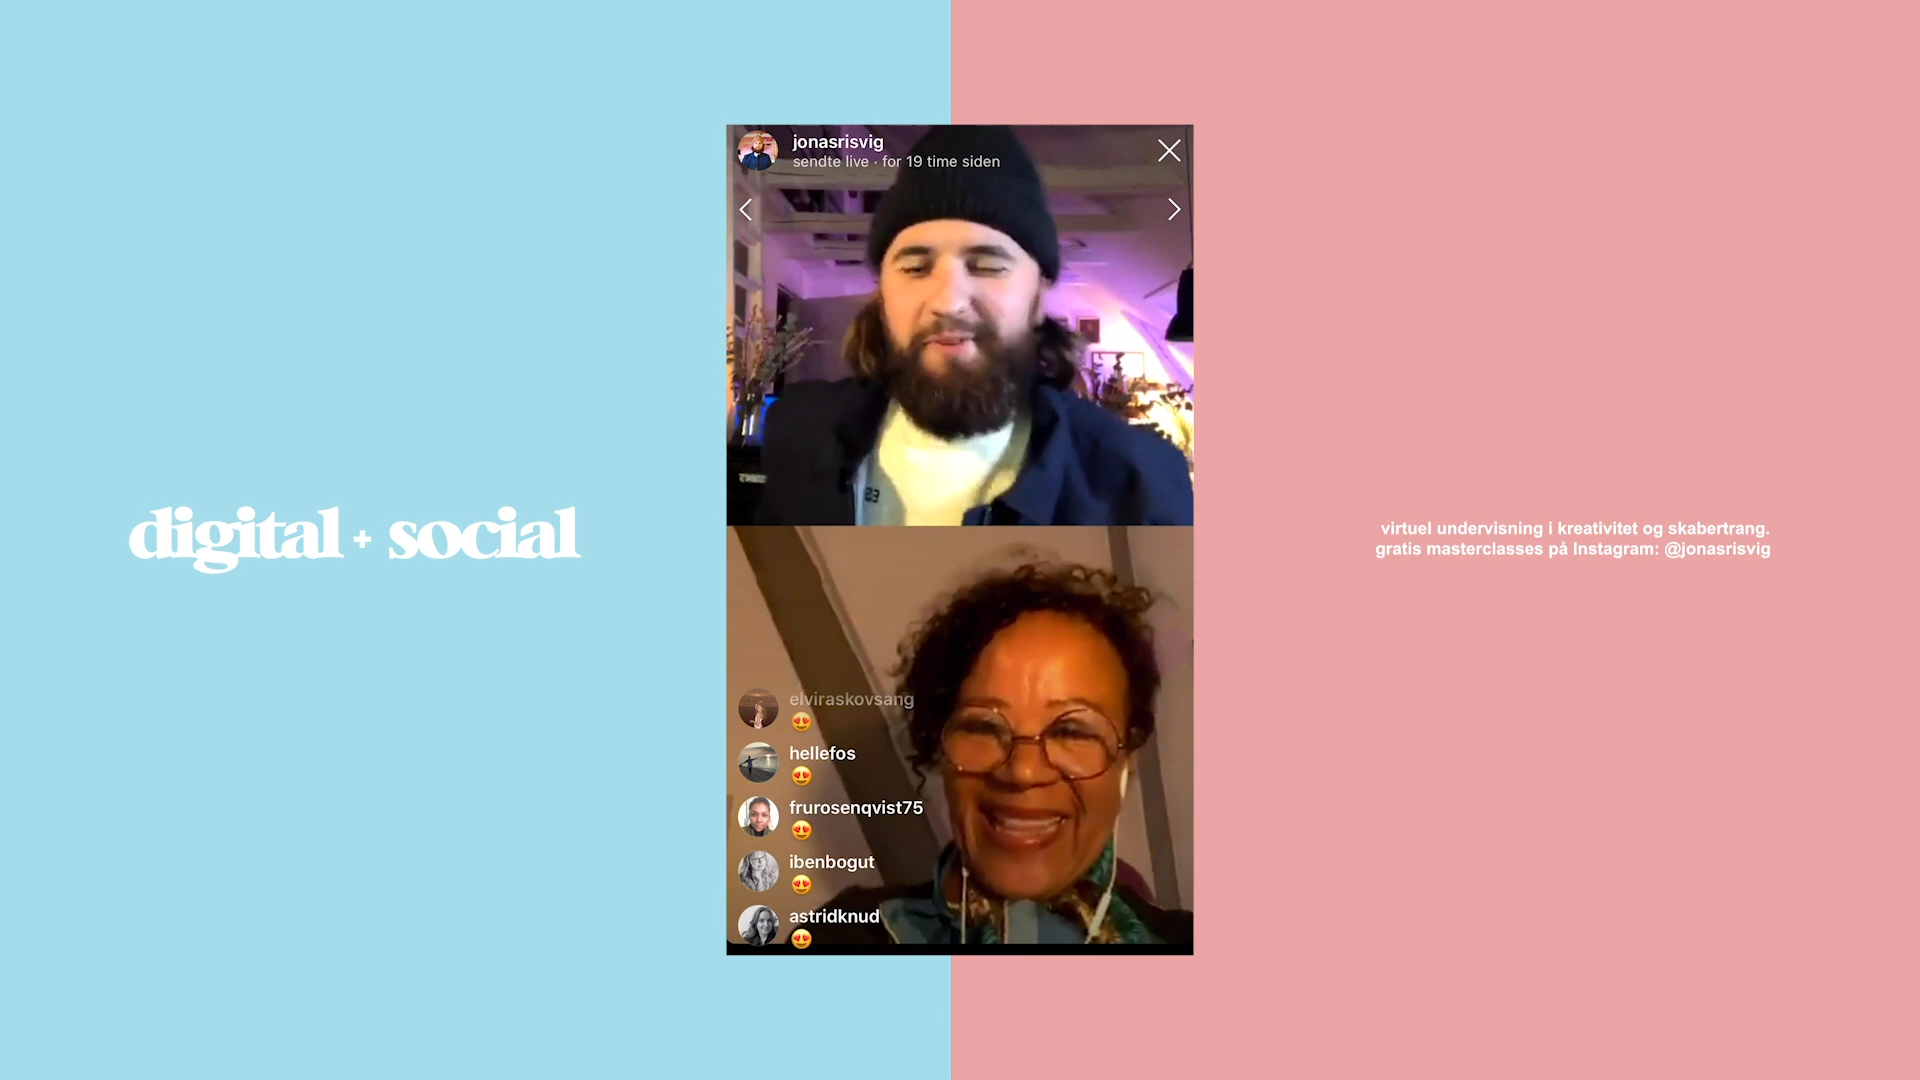 jonasrisvig
sendte live · for 19 time siden
digital + social
virtuel undervisning i kreativitet og skabertrang.
gratis masterclasses på Instagram: @jonasrisvig
elviraskovsang
😍
hellefos
😍
frurosenqvist75
😍
ibenbogut
😍
astridknud
😍